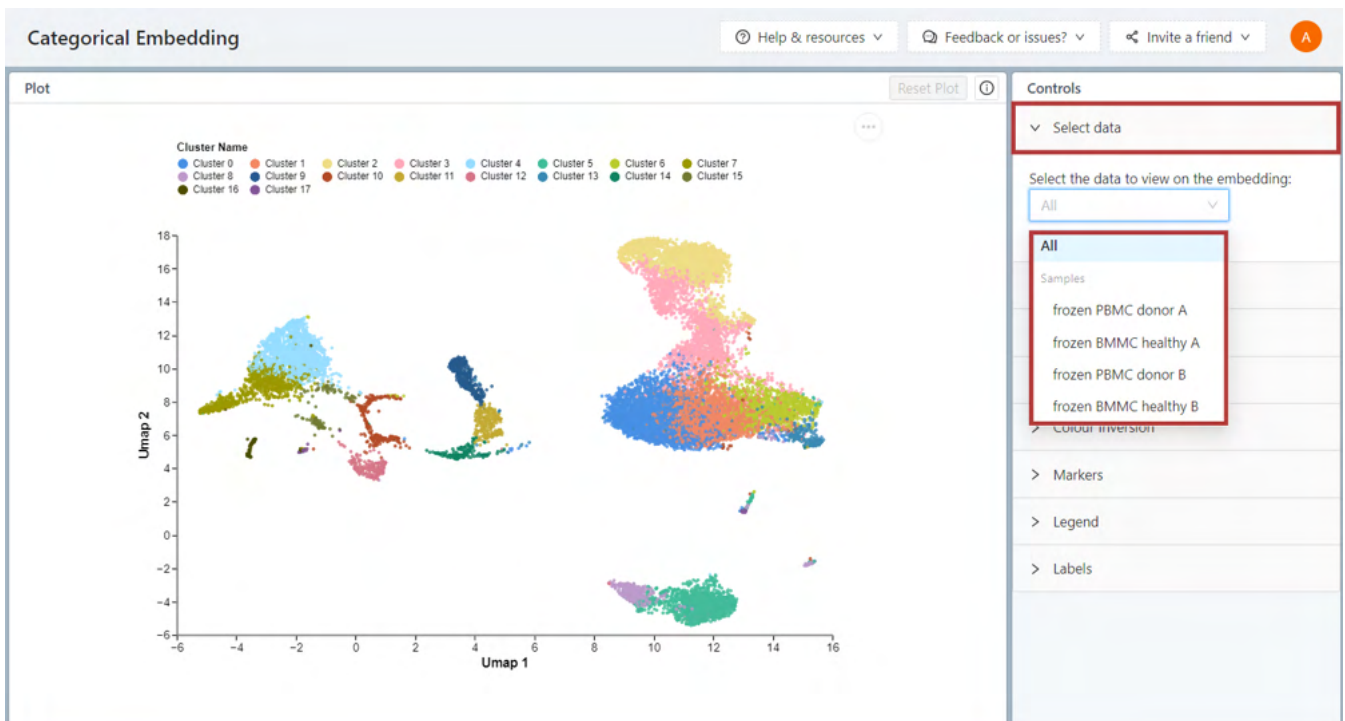 Categorical Embedding
Help & resources
Feedback or issues?
Invite a friend
A
Plot
Reset Plot
Controls
Select data
Select the data to view on the embedding:
All
All
Samples
frozen PBMC donor A
frozen BMMC healthy A
frozen PBMC donor B
frozen BMMC healthy B
Colour Inversion
Markers
Legend
Labels
Cluster Name
Cluster 0 Cluster 1 Cluster 2 Cluster 3 Cluster 4 Cluster 5 Cluster 6 Cluster 7
Cluster 8 Cluster 9 Cluster 10 Cluster 11 Cluster 12 Cluster 13 Cluster 14 Cluster 15
Cluster 16 Cluster 17
18
16
14
12
10
8
6
4
2
0
−2
−4
−6
Umap 2
−6 −4 −2 0 2 4 6 8 10 12 14 16
Umap 1